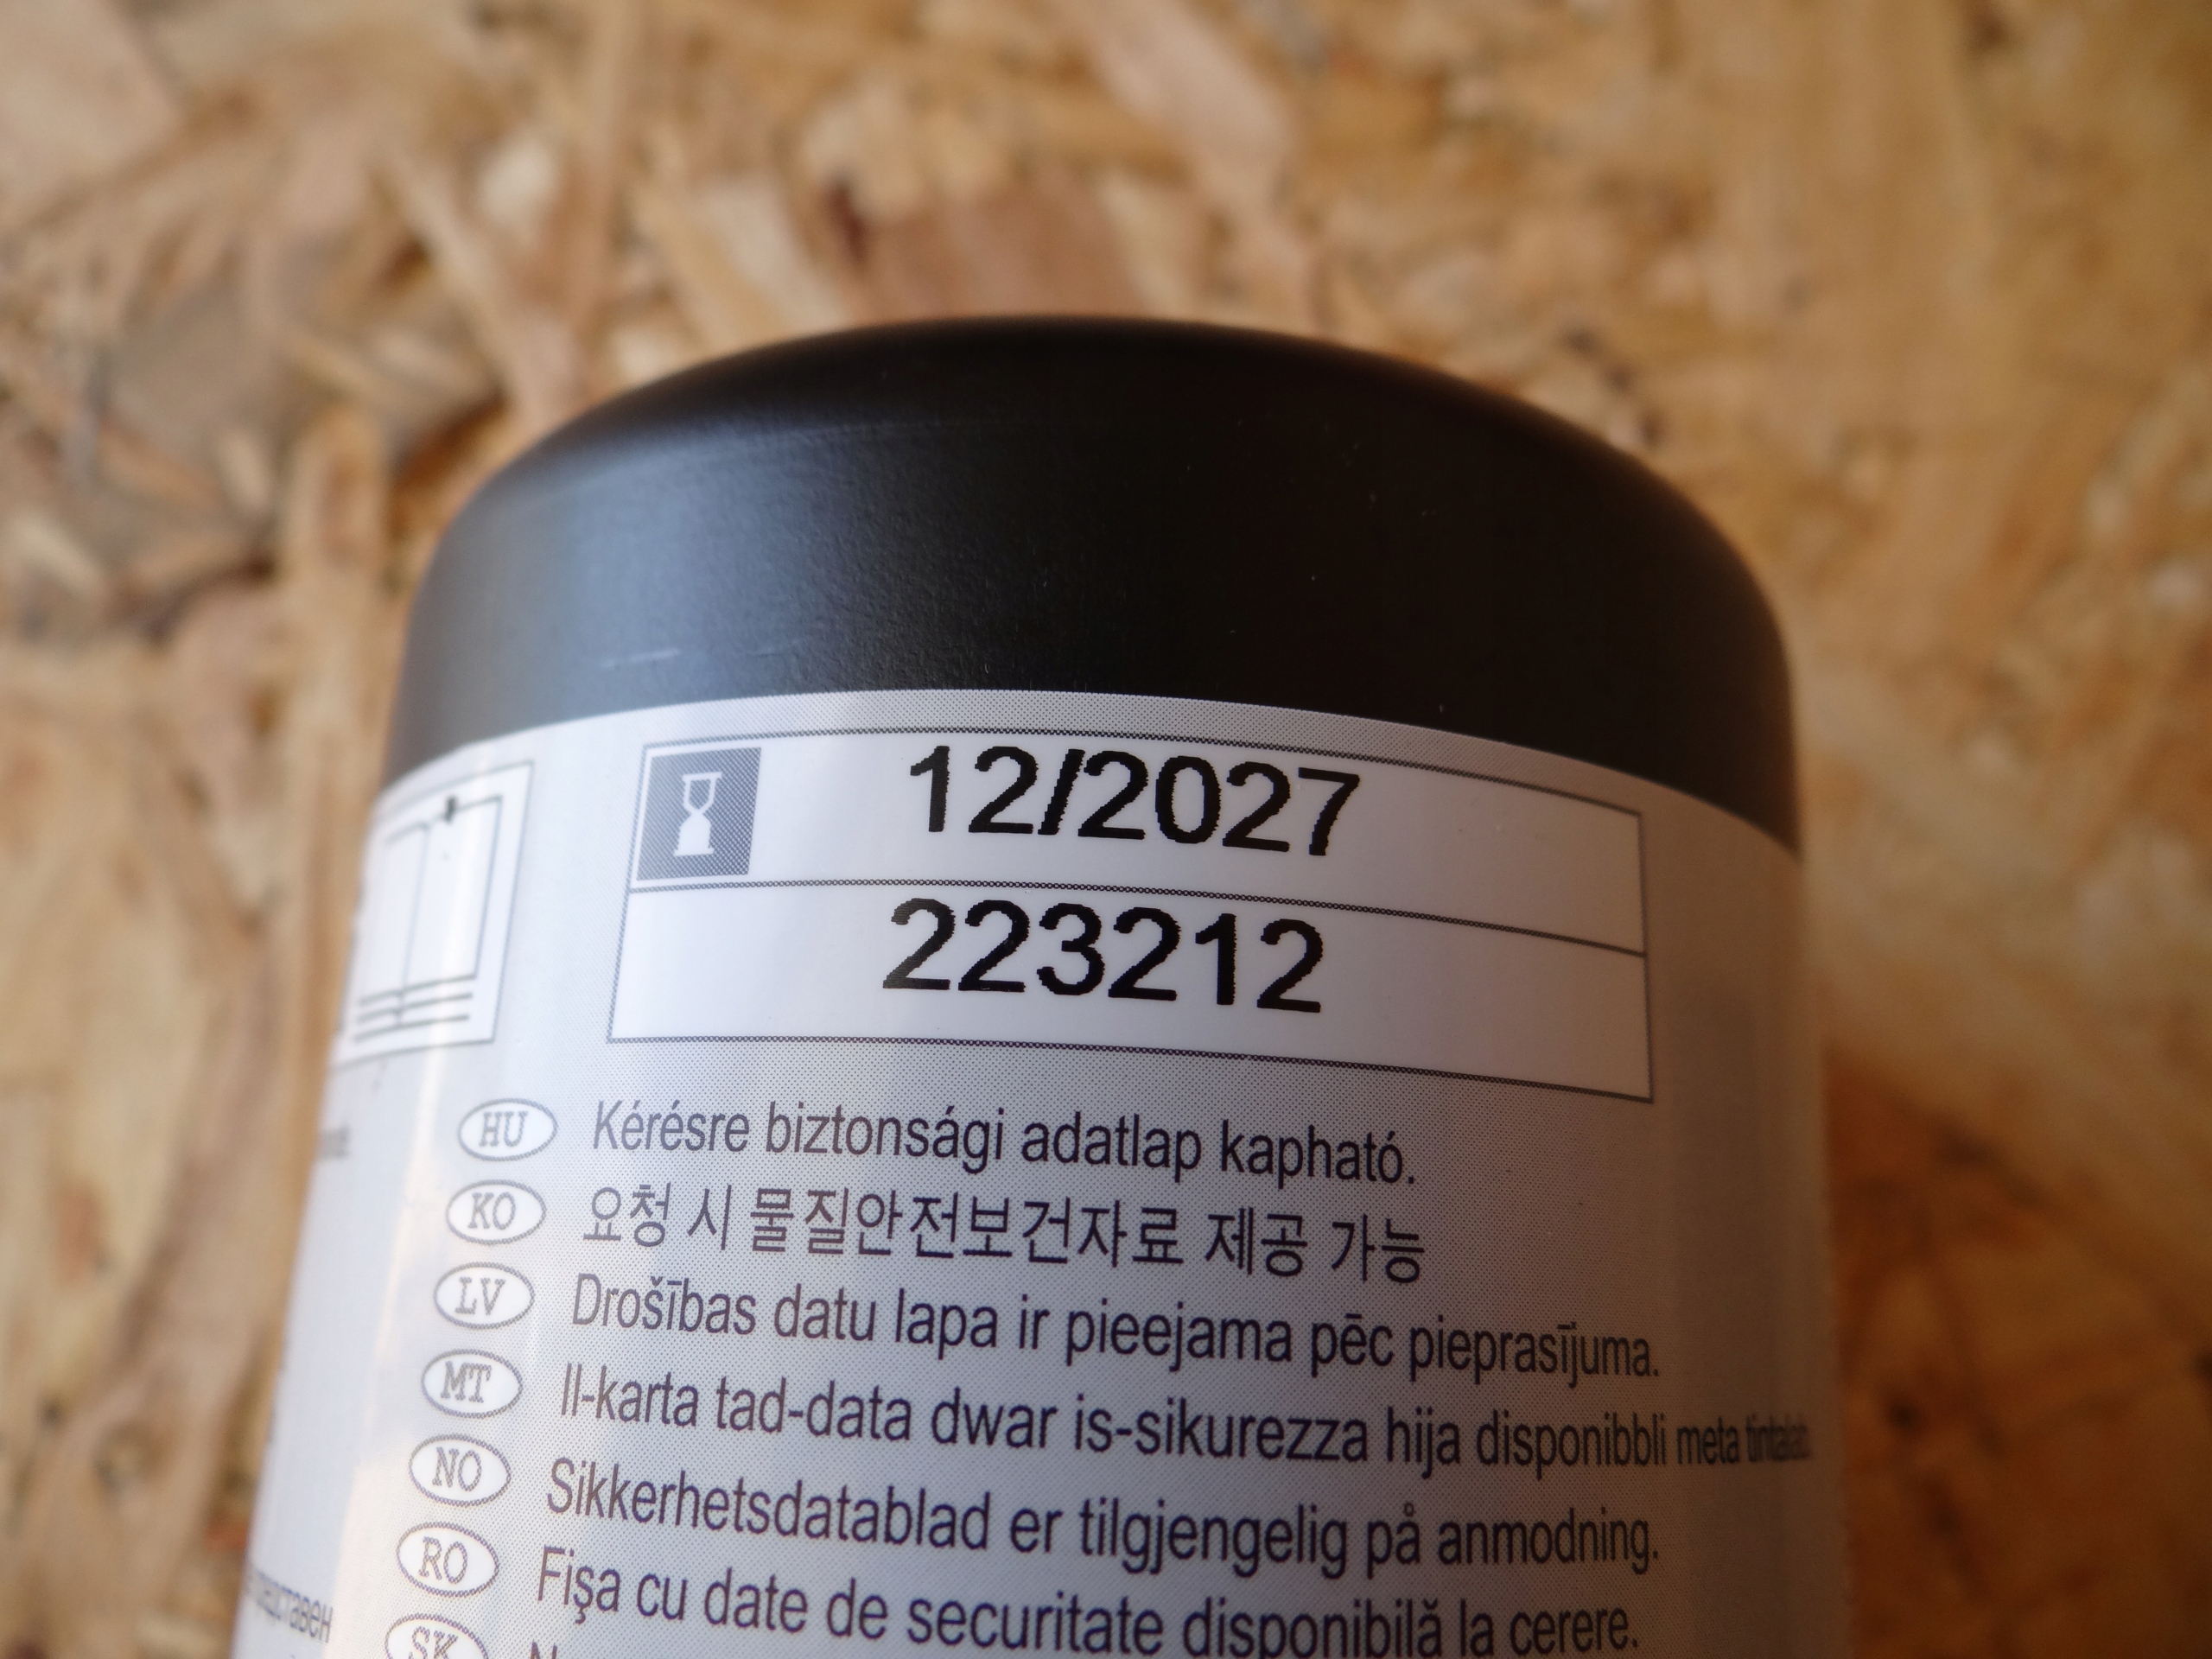 12/2027
223212
HU Kérésre biztonsági adatlap kapható.
KO 요청 시 물질안전보건자료 제공 가능
LV Drošības datu lapa ir pieejama pēc pieprasījuma.
MT Il-karta tad-data dwar is-sikurezza hija disponibbli meta tintalab.
NO Sikkerhetsdatablad er tilgjengelig på anmodning.
RO Fişa cu date de securitate disponibilă la cerere.
SK